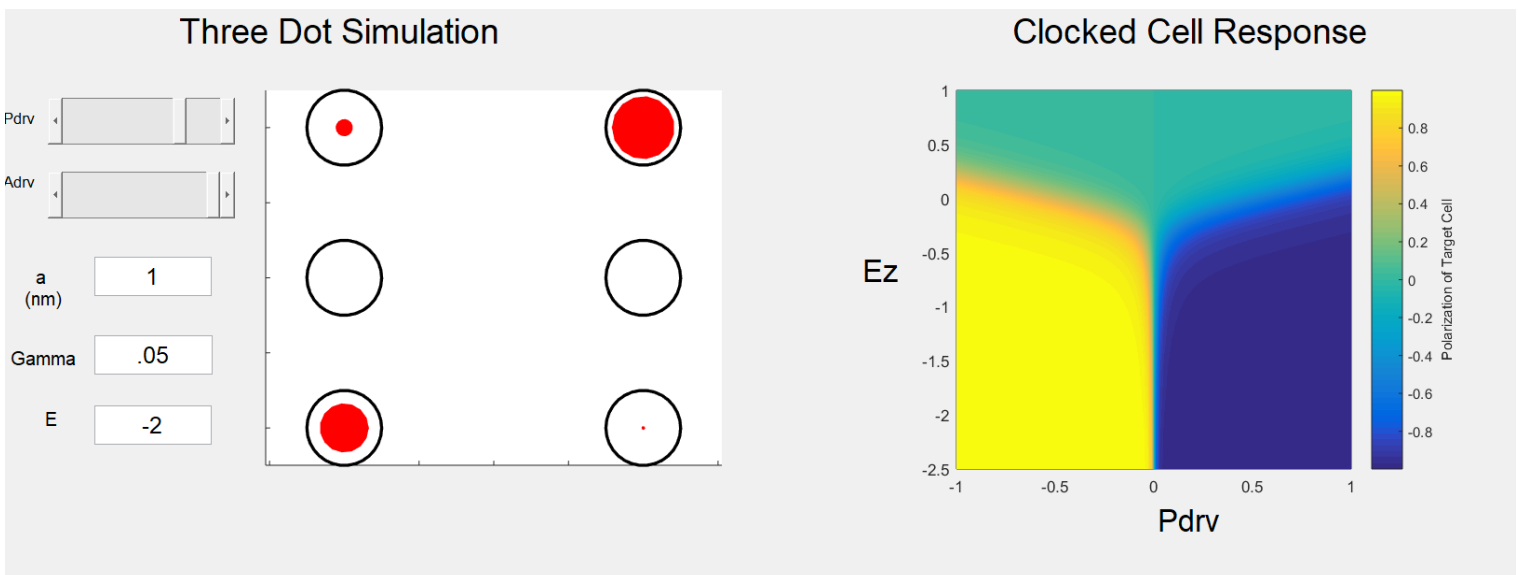 Three Dot Simulation
Pdrv
Adrv
a
(nm)
1
Gamma
.05
E
-2
Clocked Cell Response
Ez
1
0.5
0
-0.5
-1
-1.5
-2
-2.5
-1
-0.5
0
0.5
1
Pdrv
0.8
0.6
0.4
0.2
0
-0.2
-0.4
-0.6
-0.8
Polarization of Target Cell